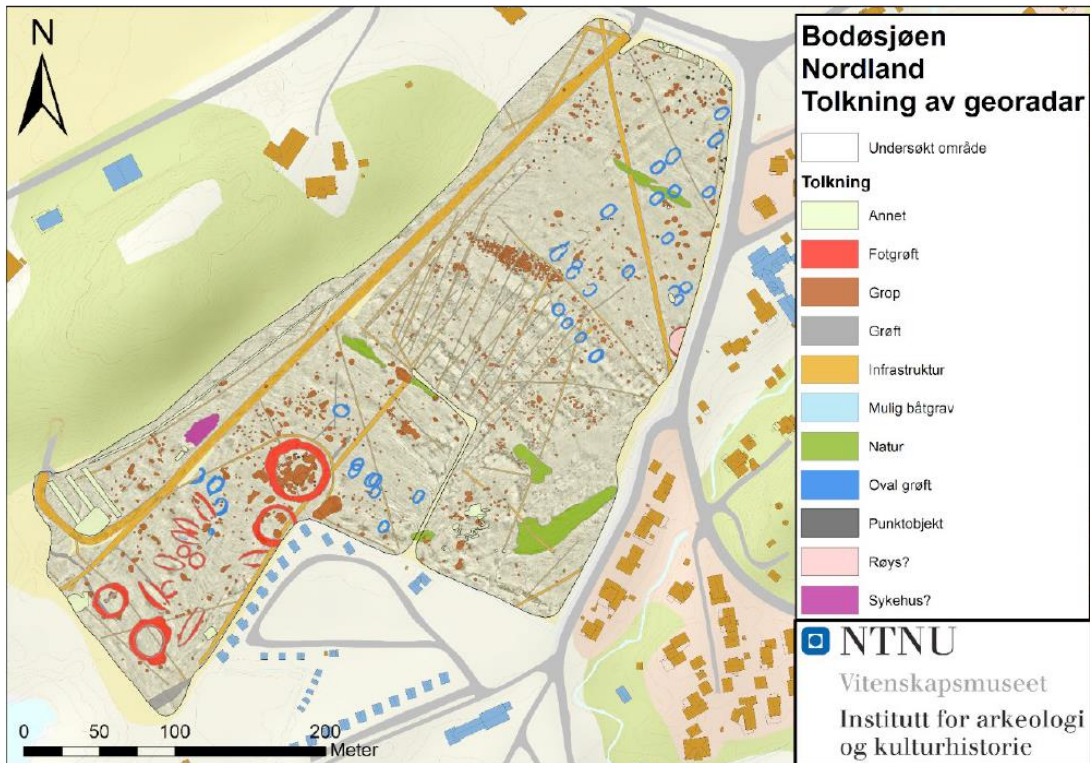 N
Bodøsjøen
Nordland
Tolkning av georadar
Undersøkt område
Tolkning
Annet
Fotgrøft
Grop
Grøft
Infrastruktur
Mulig båtgrav
Natur
Oval grøft
Punktobjekt
Røys?
Sykehus?
0 50 100 200
Meter
NTNU
Vitenskapsmuseet
Institutt for arkeologi
og kulturhistorie